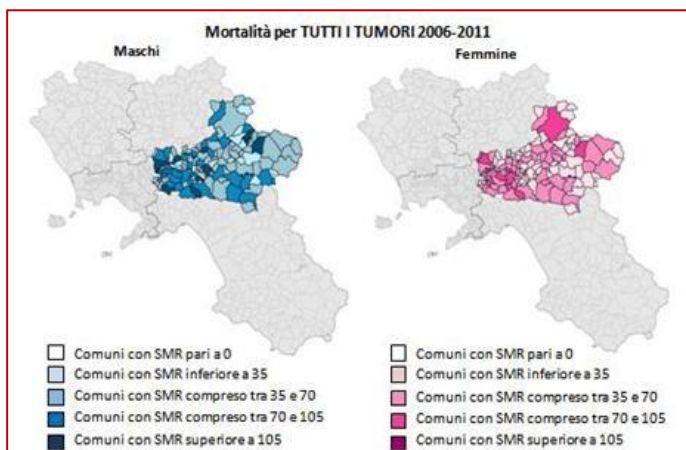 Mortalità per TUTTI I TUMORI 2006-2011
Maschi
Femmine
Comuni con SMR pari a 0
Comuni con SMR inferiore a 35
Comuni con SMR compreso tra 35 e 70
Comuni con SMR compreso tra 70 e 105
Comuni con SMR superiore a 105
Comuni con SMR pari a 0
Comuni con SMR inferiore a 35
Comuni con SMR compreso tra 35 e 70
Comuni con SMR compreso tra 70 e 105
Comuni con SMR superiore a 105